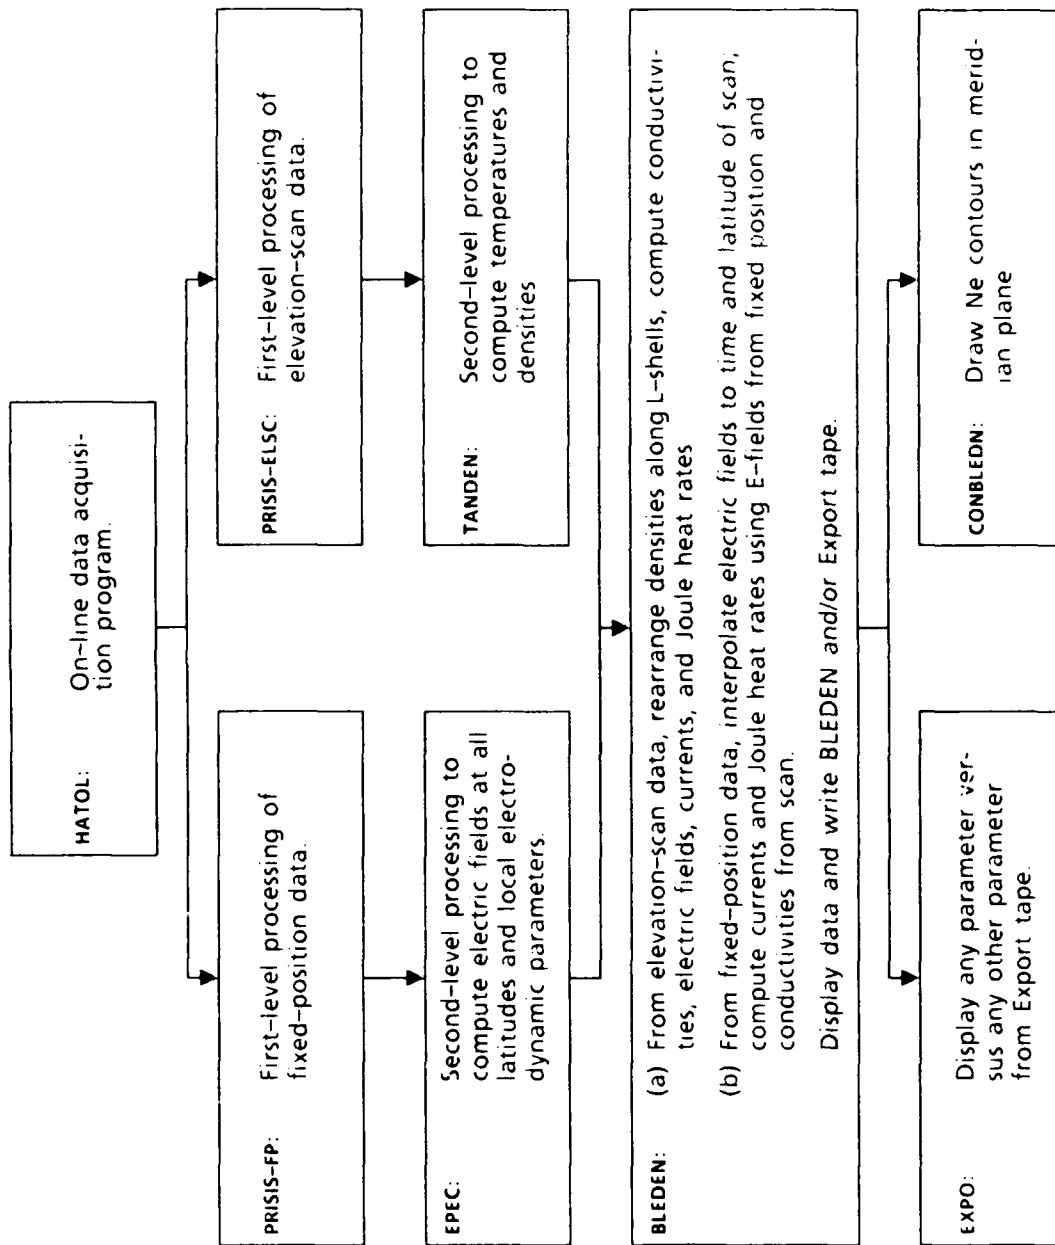 HATOL: On-line data acquisi-
tion program.
PRISIS-FP: First-level processing of
fixed-position data.
PRISIS-ELSC: First-level processing of
elevation-scan data.
EPEC: Second-level processing to
compute electric fields at all
latitudes and local electro-
dynamic parameters.
TANDEN: Second-level processing to
compute temperatures and
densities
BLEDEN: (a) From elevation-scan data, rearrange densities along L-shells, compute conductivi-
ties, electric fields, currents, and Joule heat rates
(b) From fixed-position data, interpolate electric fields to time and latitude of scan;
compute currents and Joule heat rates using E-fields from fixed position and
conductivities from scan.
Display data and write BLEDEN and/or Export tape.
EXPO: Display any parameter ver-
sus any other parameter
from Export tape.
CONBLEDN: Draw Ne contours in merid-
ian plane